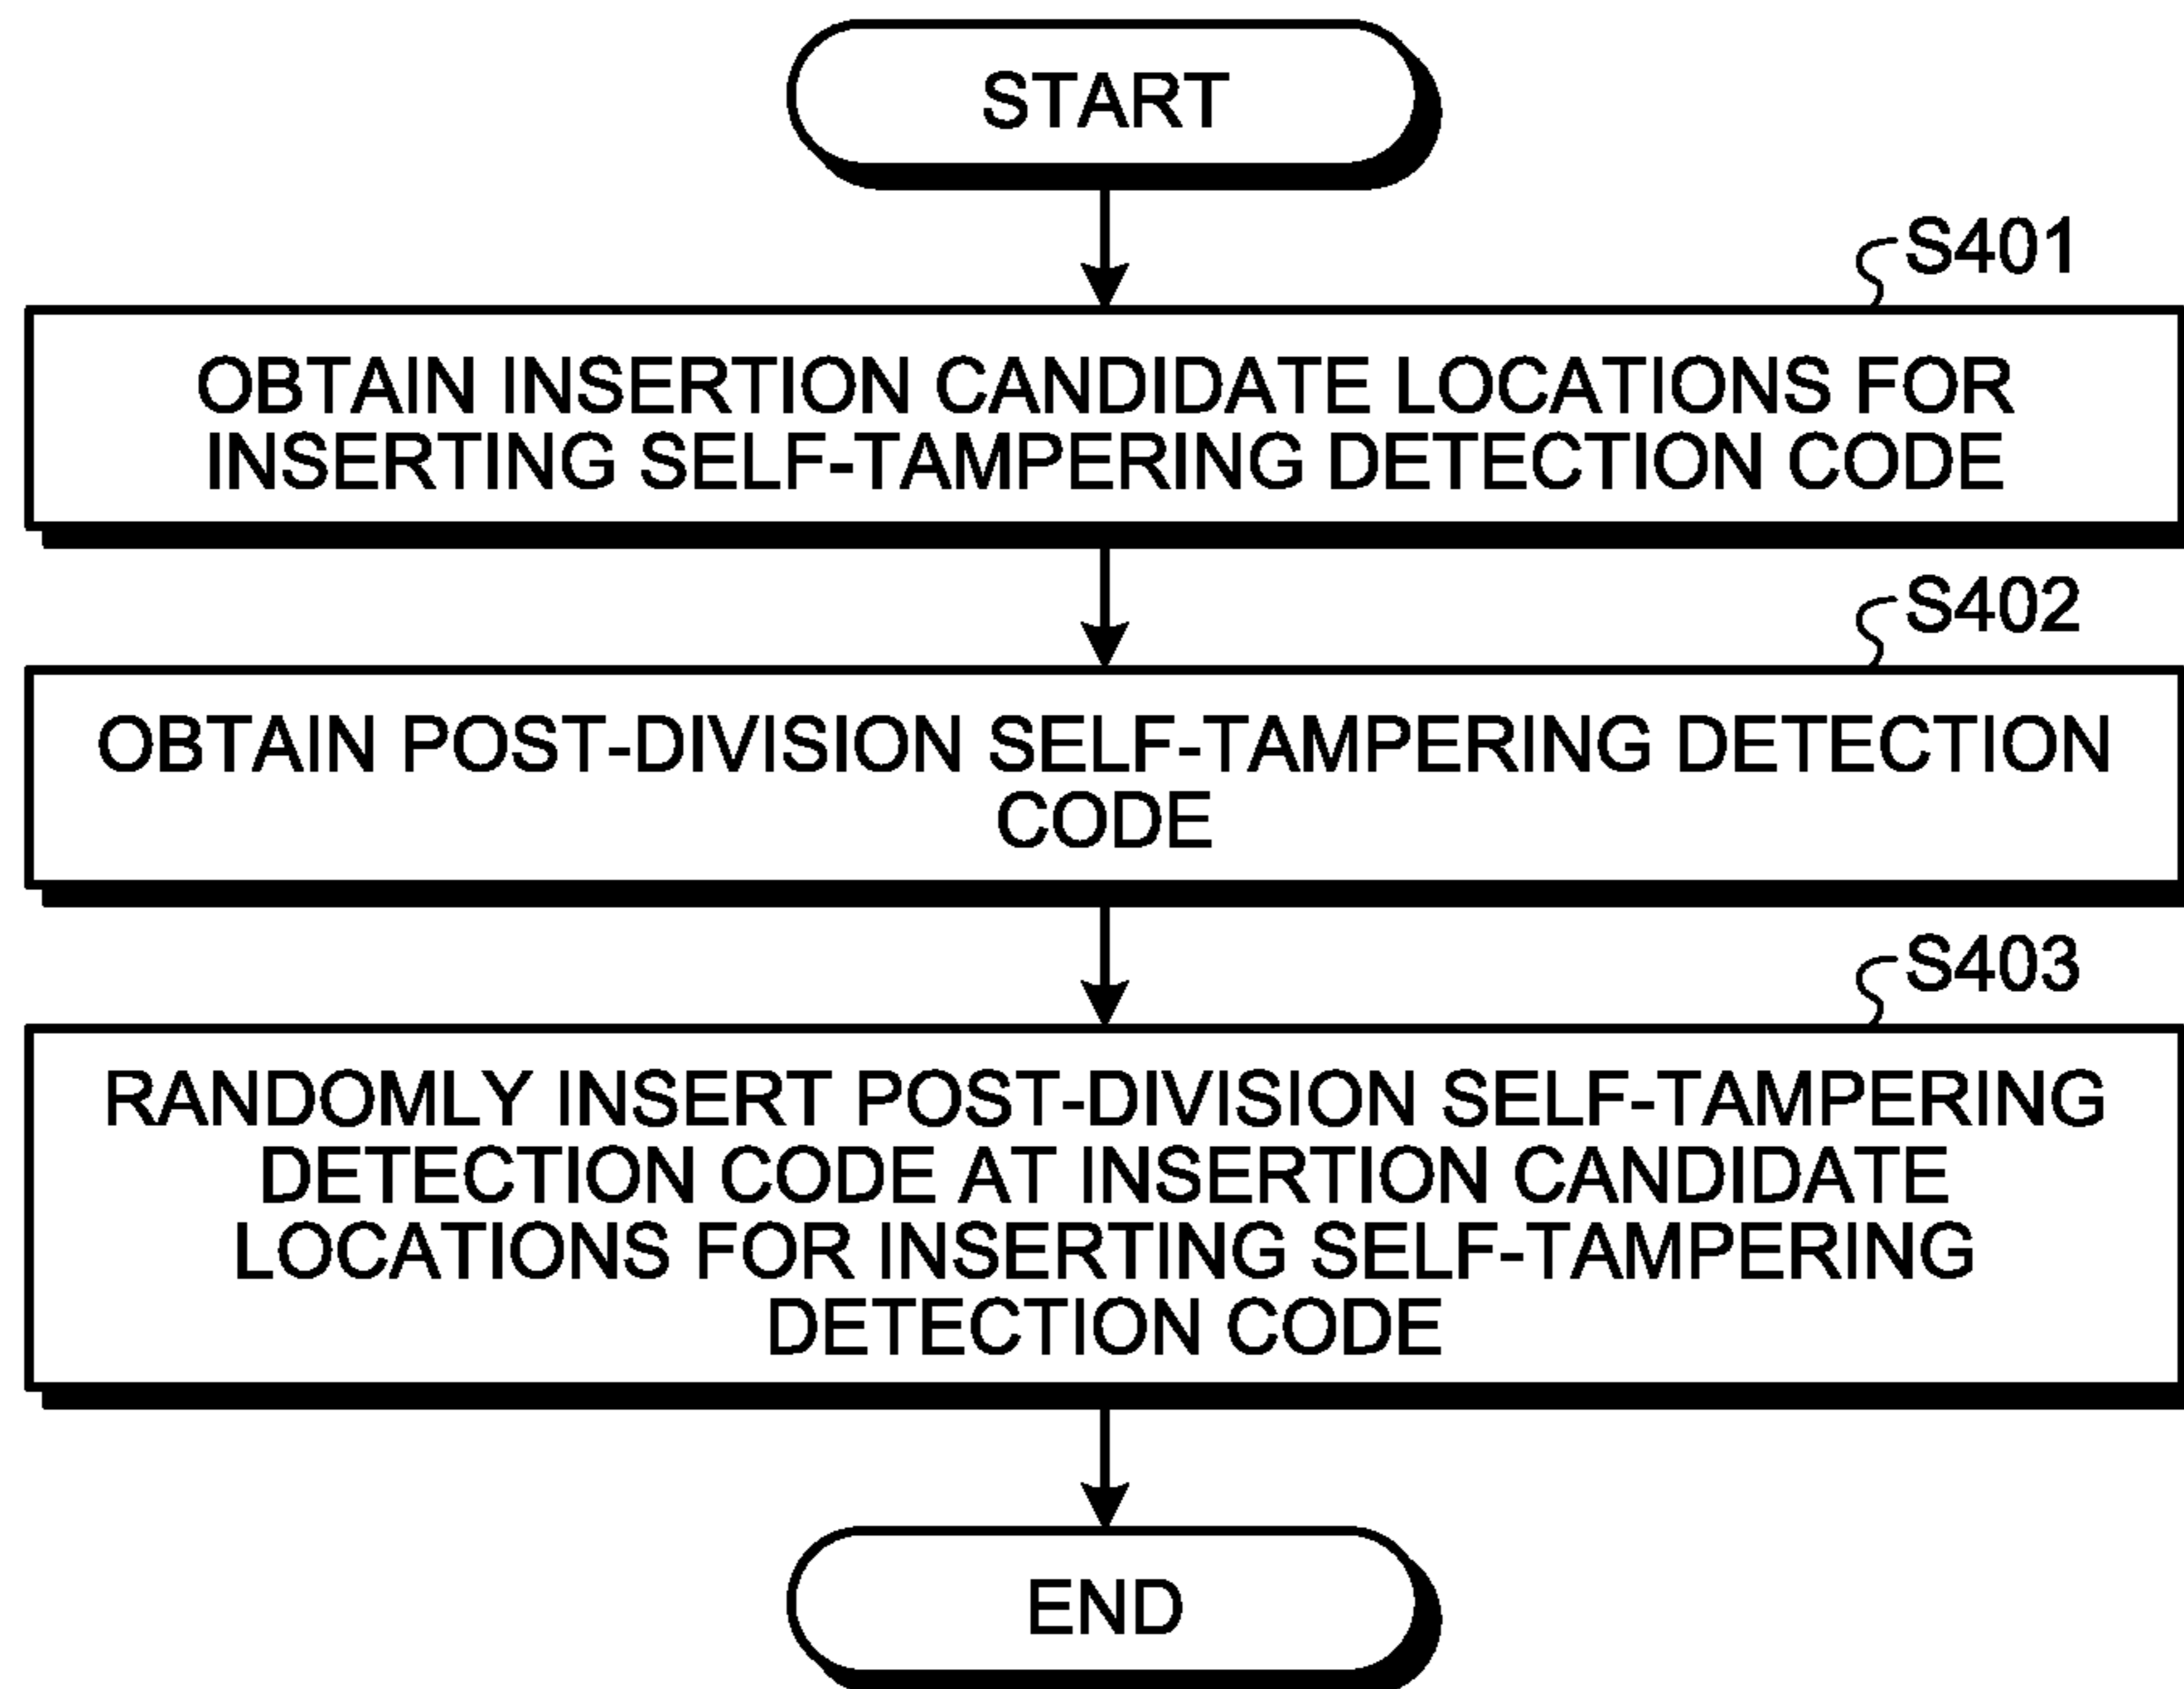 START
S401
OBTAIN INSERTION CANDIDATE LOCATIONS FOR
INSERTING SELF-TAMPERING DETECTION CODE
S402
OBTAIN POST-DIVISION SELF-TAMPERING DETECTION
CODE
S403
RANDOMLY INSERT POST-DIVISION SELF-TAMPERING
DETECTION CODE AT INSERTION CANDIDATE
LOCATIONS FOR INSERTING SELF-TAMPERING
DETECTION CODE
END